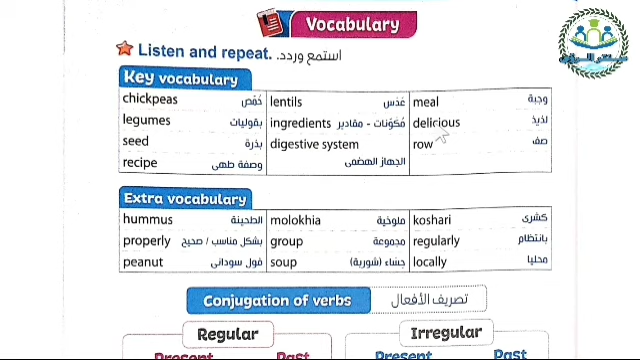 Vocabulary
Listen and repeat. استمع وردد.
Key vocabulary
chickpeas حُمّص lentils عَدَس meal وجبة
legumes بقوليات ingredients مُكوّنات - مقادير delicious لذيذ
seed بذرة digestive system الجهاز الهضمى row صف
recipe وصفة طهى
Extra vocabulary
hummus الطحينة molokhia ملوخية koshari كشرى
properly بشكل مناسب / صحيح group مجموعة regularly بانتظام
peanut فول سودانى soup حِسَاء (شوربة) locally محليا
Conjugation of verbs تصريف الأفعال
Regular Irregular
Present Past Present Past